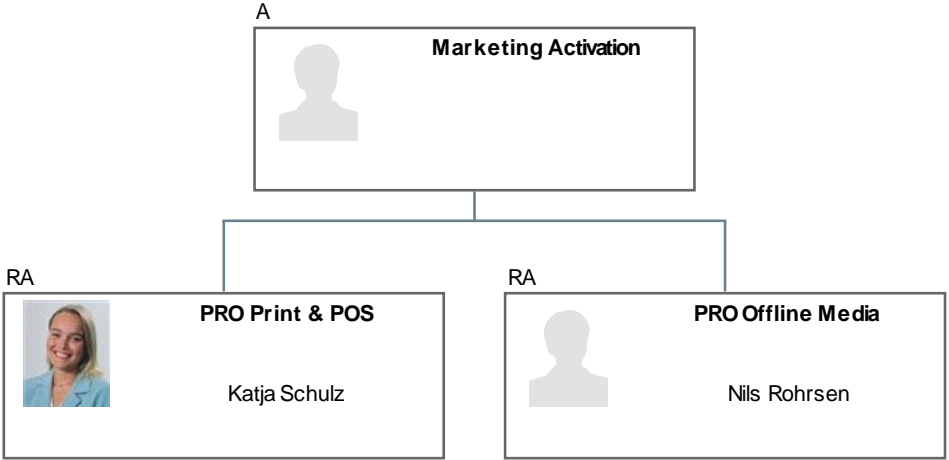 A
Marketing Activation
RA
PRO Print & POS
Katja Schulz
RA
PRO Offline Media
Nils Rohrsen